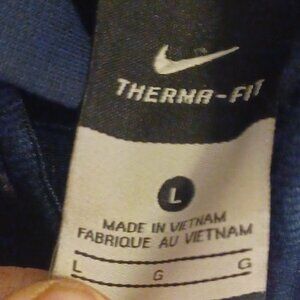 THERMA-FIT
L
MADE IN VIETNAM
FABRIQUE AU VIETNAM
L G G